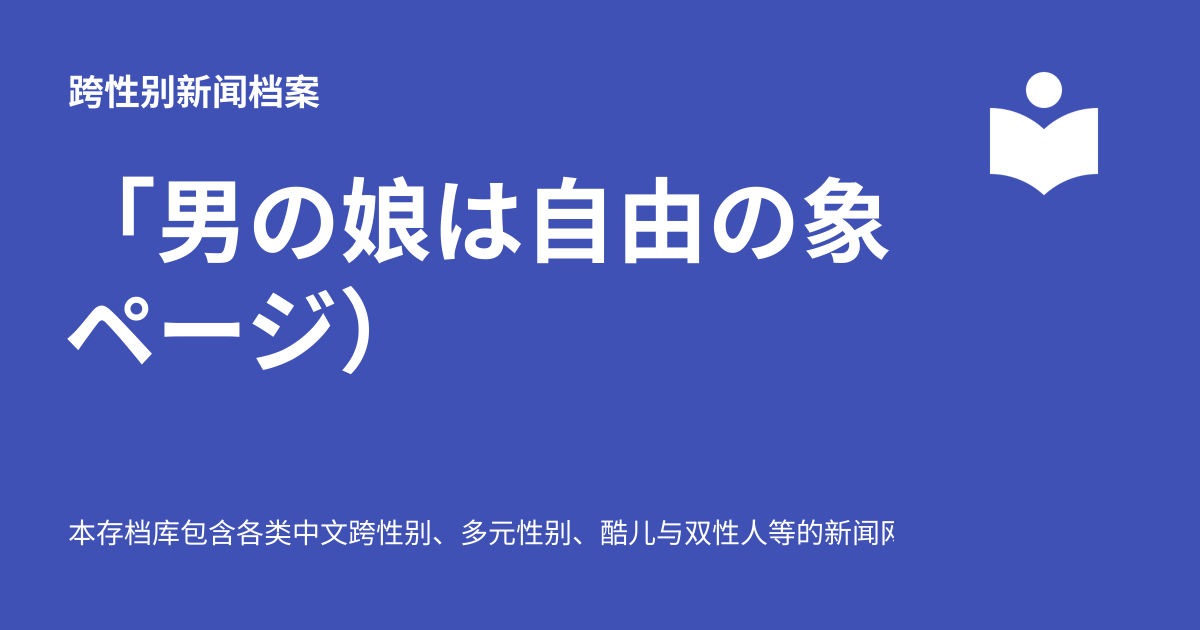 跨性别新闻档案
「男の娘は自由の象
ページ）
本存档库包含各类中文跨性别、多元性别、酷儿与双性人等的新闻